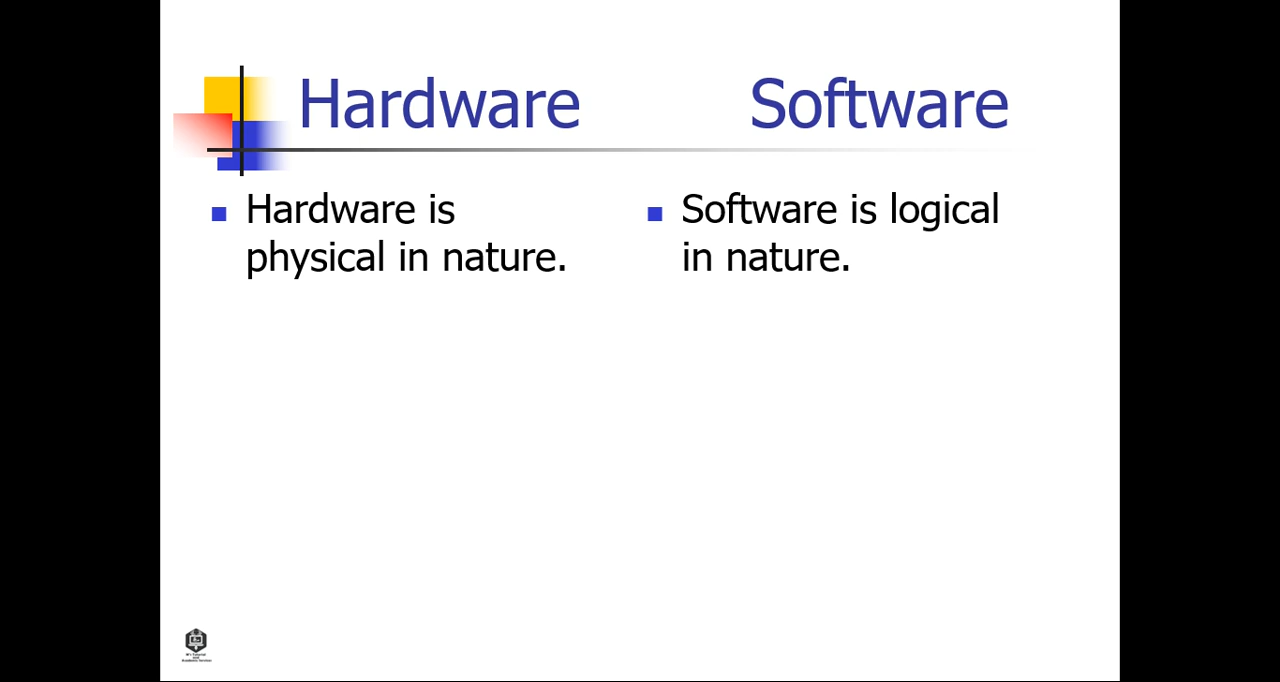 Hardware Software
Hardware is
physical in nature.
Software is logical
in nature.